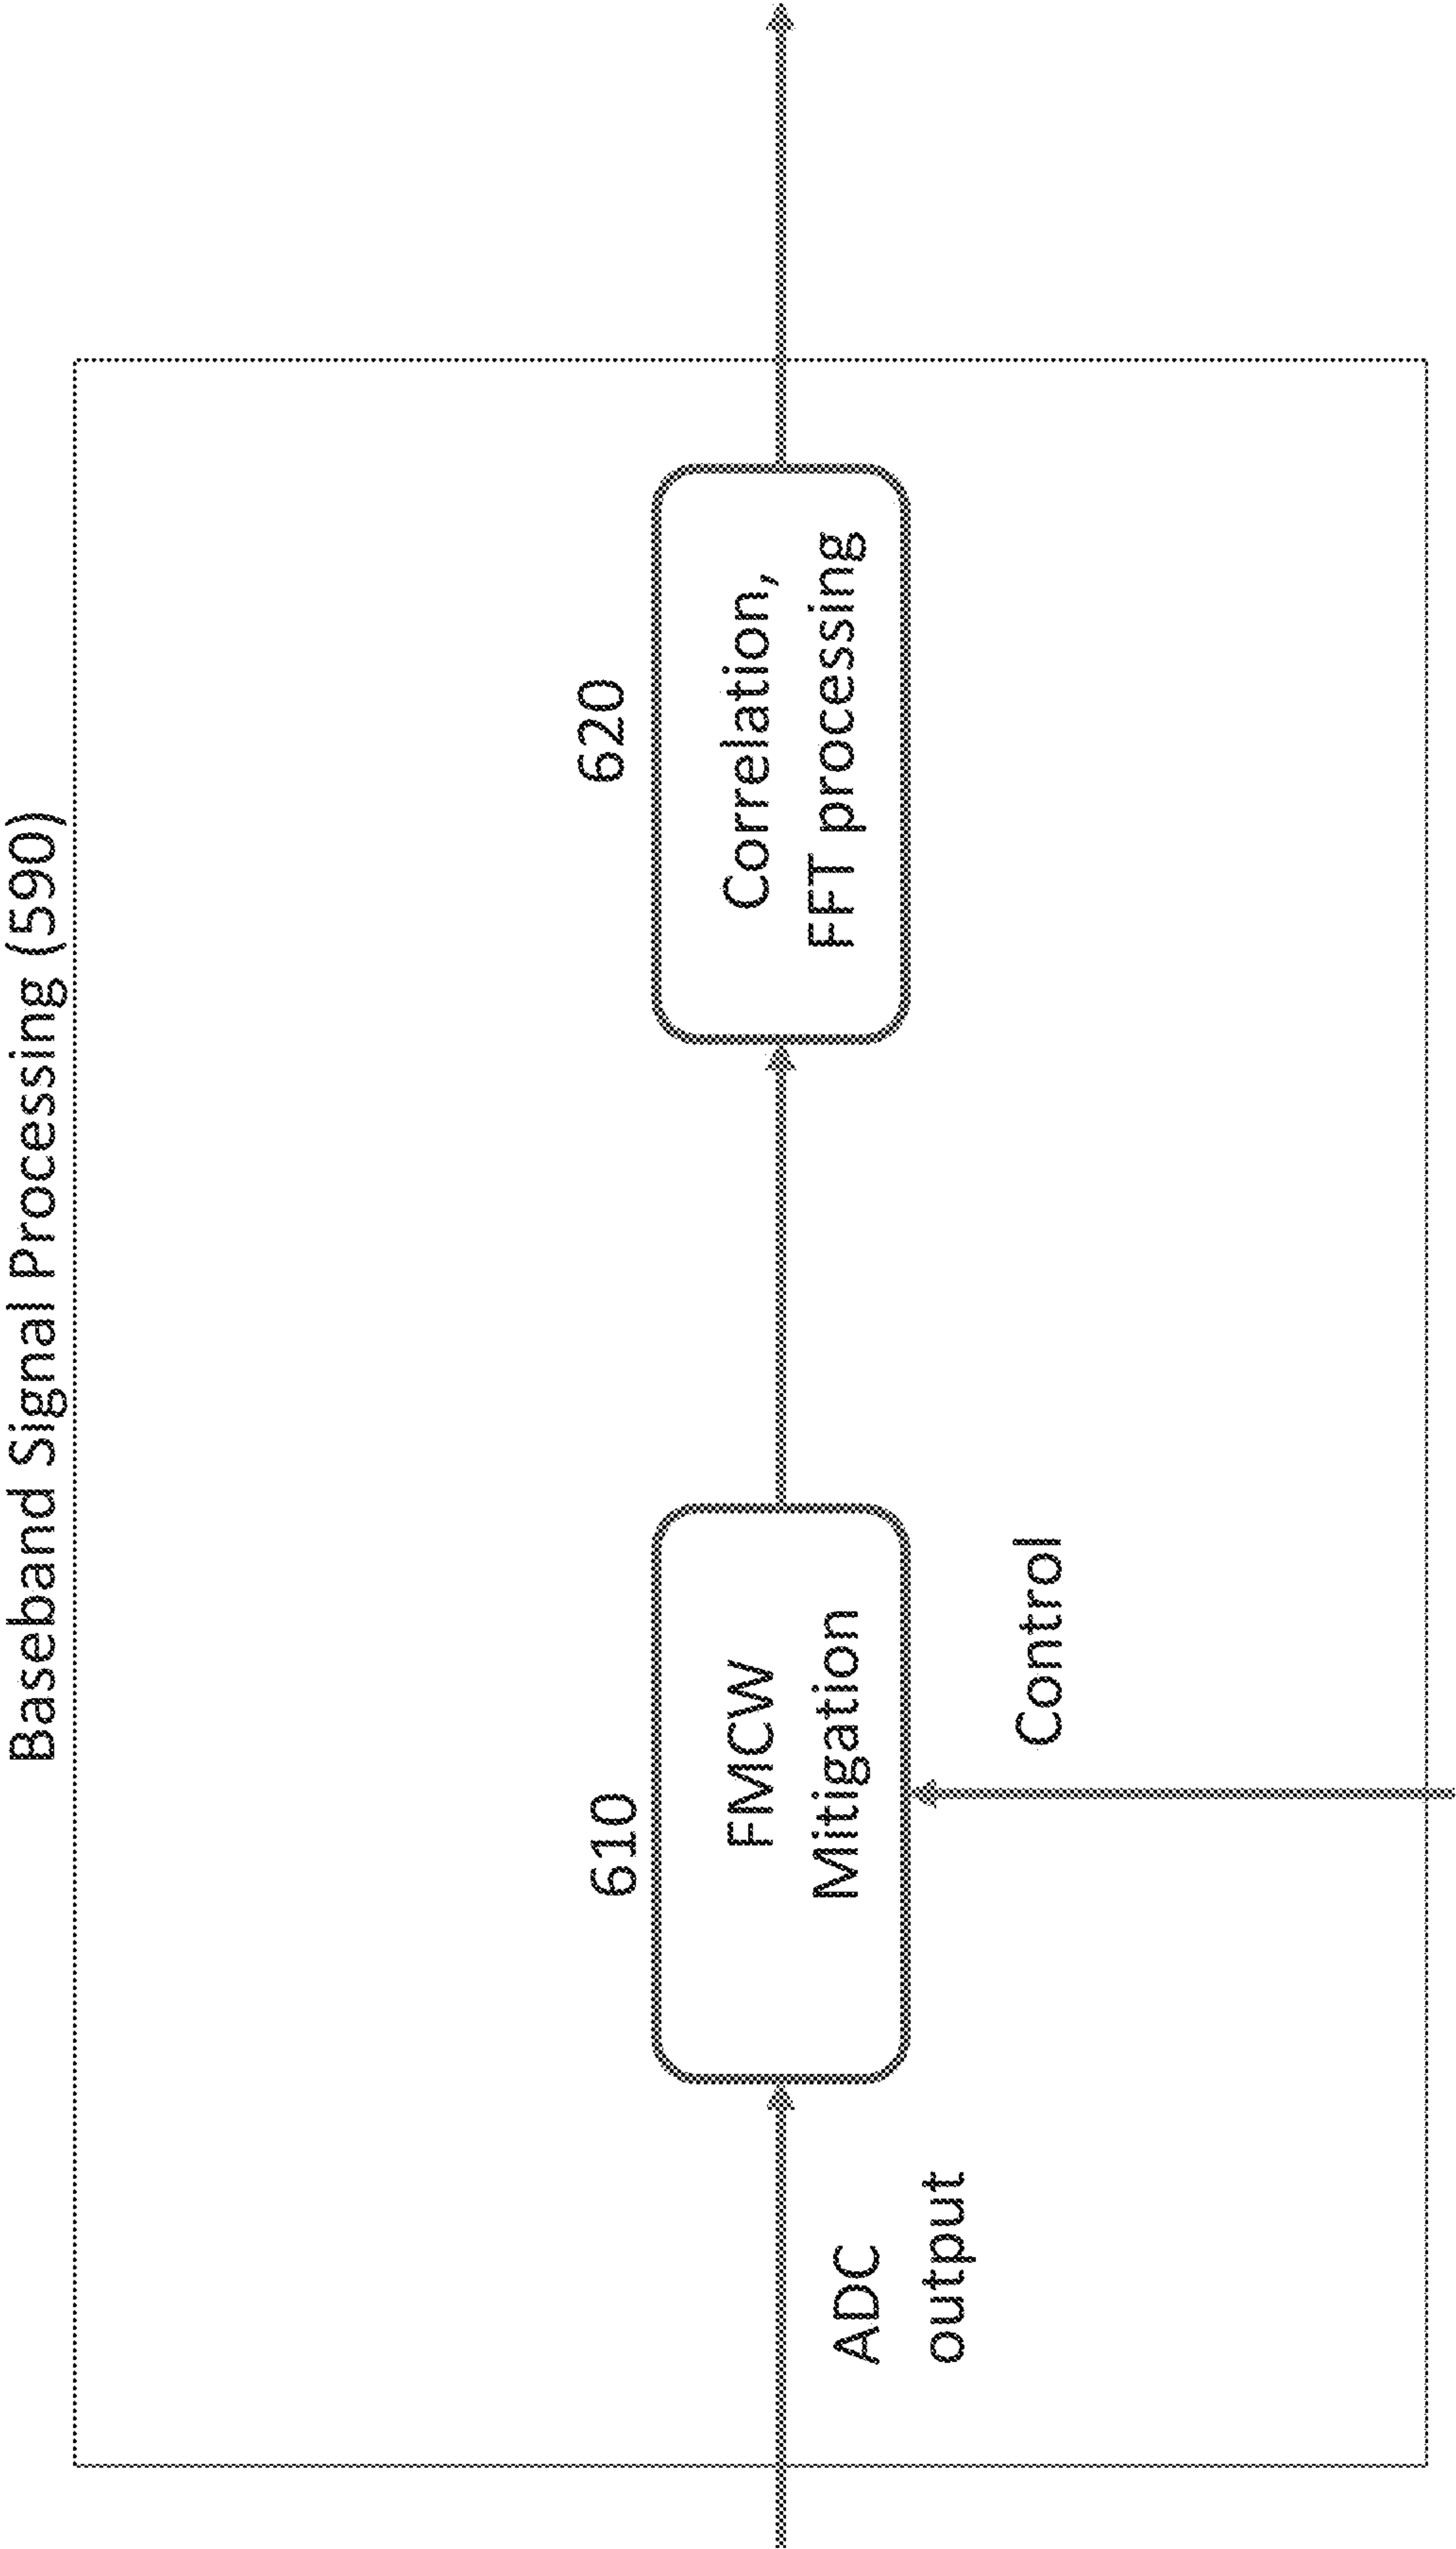 Baseband Signal Processing (590)
610
FMCW
Mitigation
620
Correlation,
FFT processing
ADC
output
Control